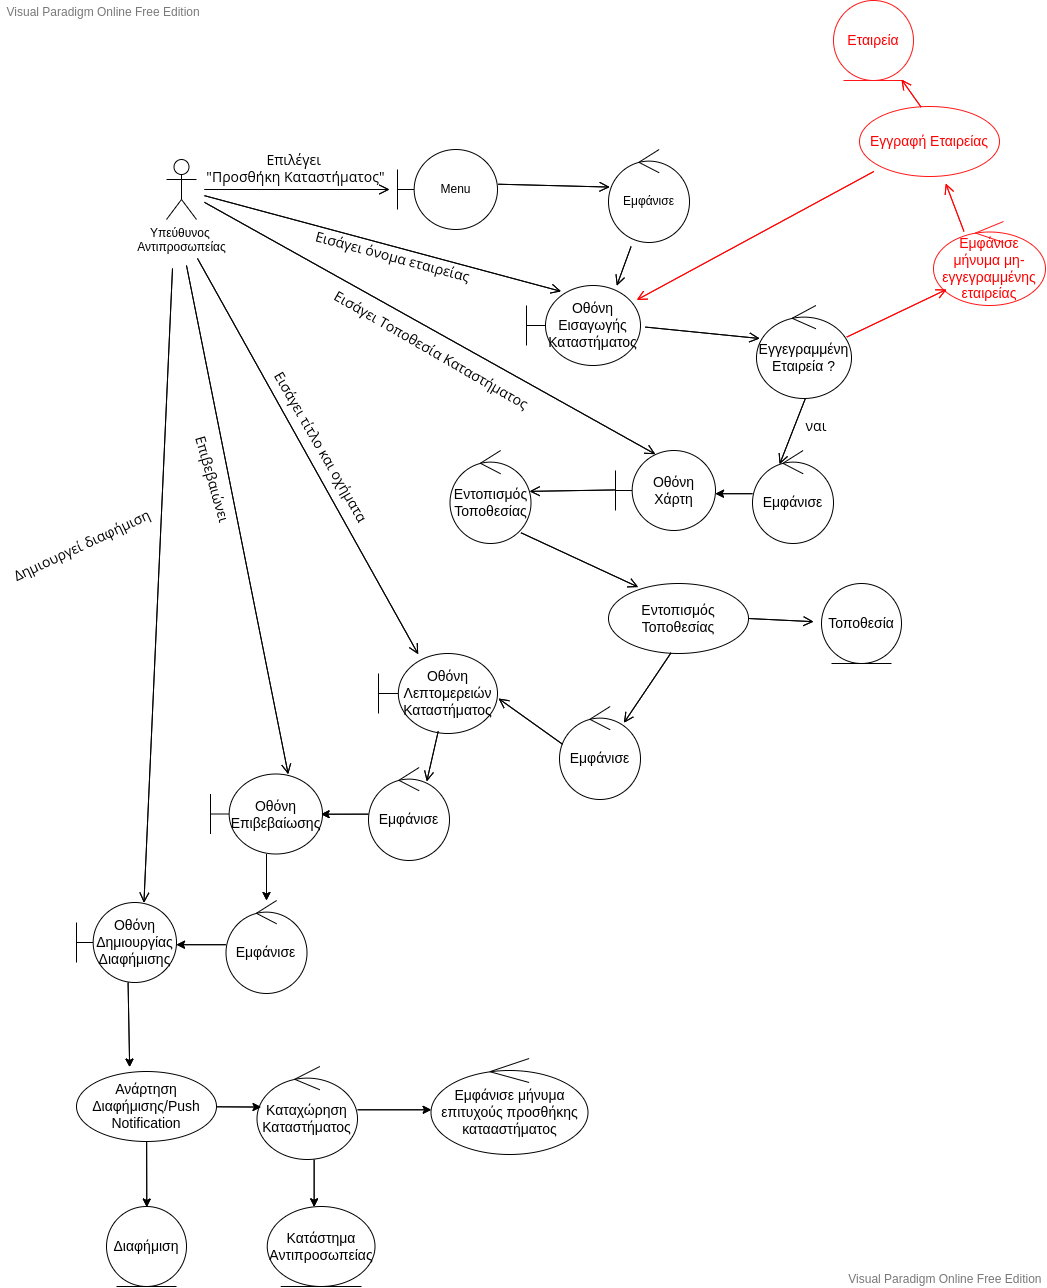 Visual Paradigm Online Free Edition
Εταιρεία
Εγγραφή Εταιρείας
Επιλέγει
"Προσθήκη Καταστήματος"
Menu
Εμφάνισε
Υπεύθυνος
Αντιπροσωπείας
Εισάγει όνομα εταιρείας
Εμφάνισε
μήνυμα μη-
εγγεγραμμένης
εταιρείας
Εισάγει Τοποθεσία Καταστήματος
Οθόνη
Εισαγωγής
Καταστήματος
Εγγεγραμμένη
Εταιρεία ?
Εισάγει τίτλο και οχήματα
ναι
Επιβεβαιώνει
Εντοπισμός
Τοποθεσίας
Οθόνη
Χάρτη
Εμφάνισε
Δημιουργεί διαφήμιση
Εντοπισμός
Τοποθεσίας
Τοποθεσία
Οθόνη
Λεπτομερειών
Καταστήματος
Εμφάνισε
Οθόνη
Επιβεβαίωσης
Εμφάνισε
Οθόνη
Δημιουργίας
Διαφήμισης
Εμφάνισε
Ανάρτηση
Διαφήμισης/Push
Notification
Καταχώρηση
Καταστήματος
Εμφάνισε μήνυμα
επιτυχούς προσθήκης
κατααστήματος
Διαφήμιση
Κατάστημα
Αντιπροσωπείας
Visual Paradigm Online Free Edition